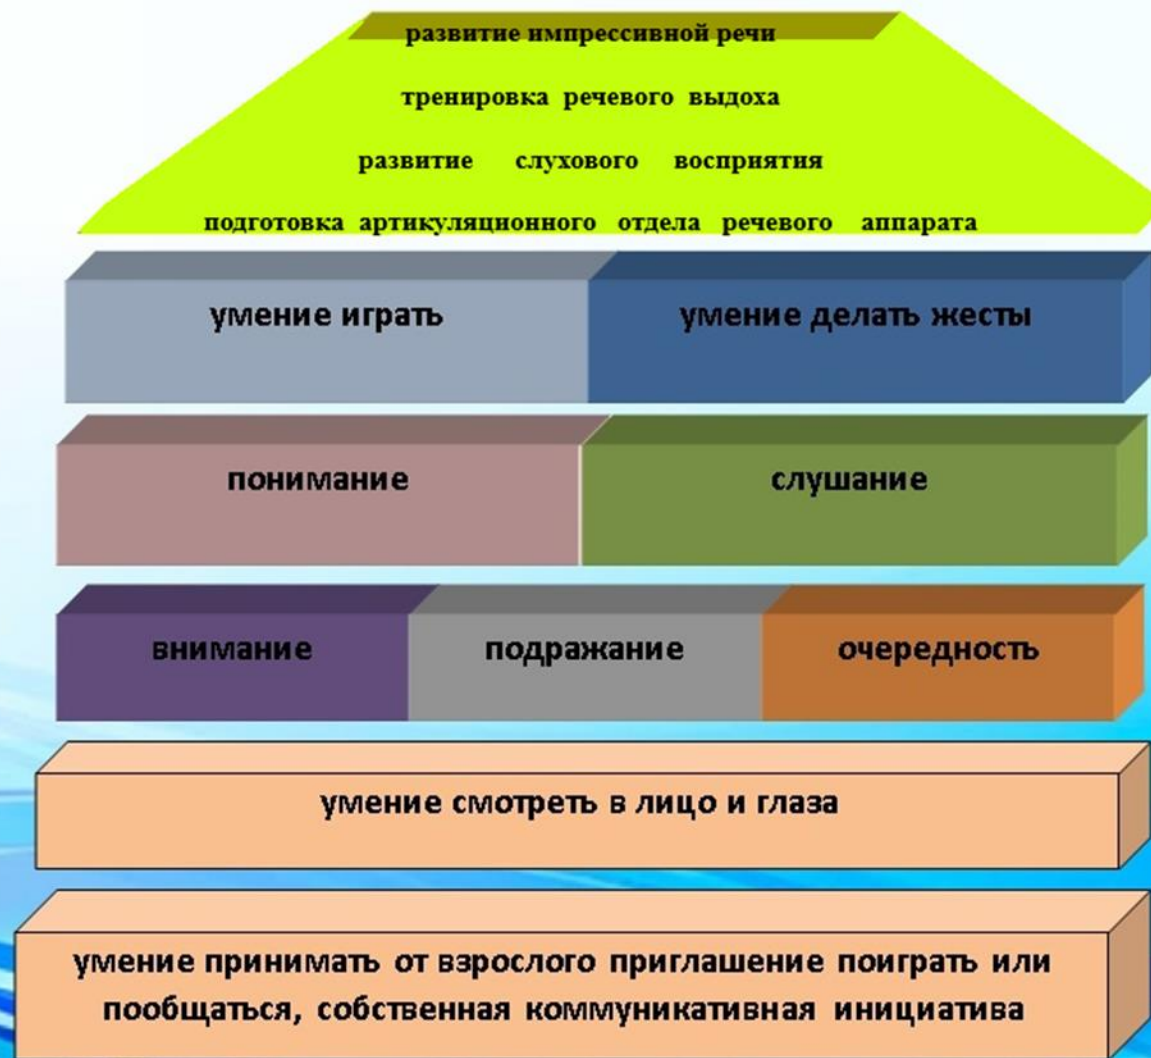 развитие импрессивной речи
тренировка речевого выдоха
развитие слухового восприятия
подготовка артикуляционного отдела речевого аппарата
умение играть
умение делать жесты
понимание
слушание
внимание
подражание
очередность
умение смотреть в лицо и глаза
умение принимать от взрослого приглашение поиграть или
пообщаться, собственная коммуникативная инициатива